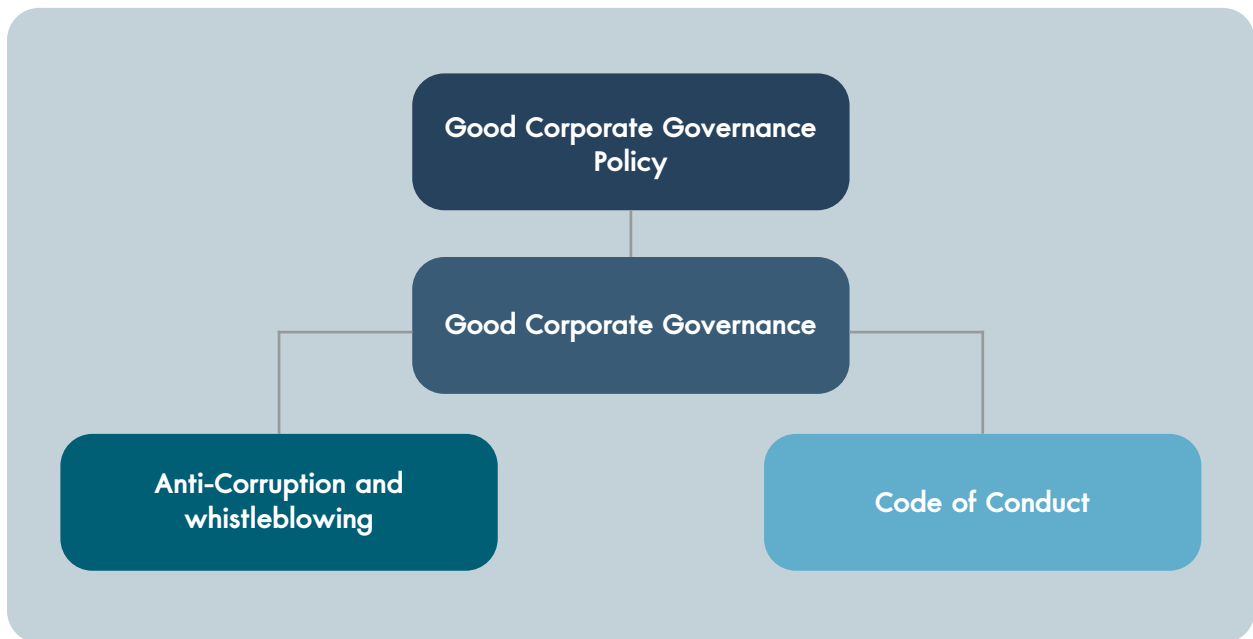 Good Corporate Governance
Policy
Good Corporate Governance
Anti-Corruption and
whistleblowing
Code of Conduct